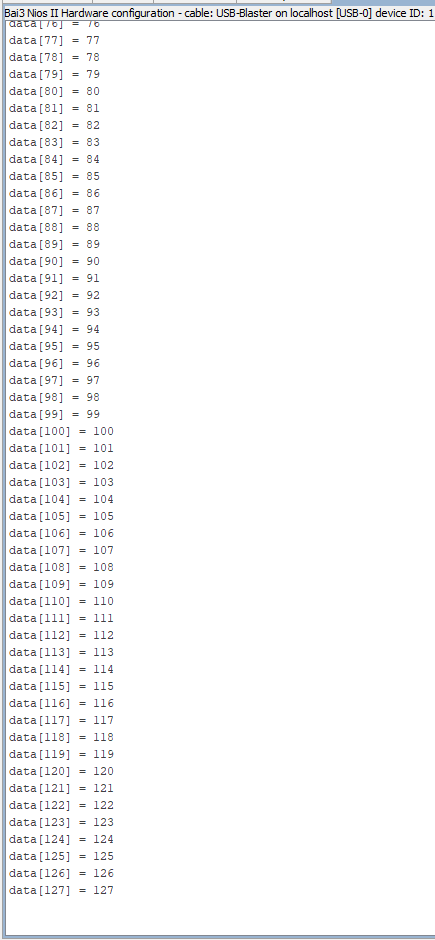 Bai3 Nios II Hardware configuration - cable: USB-Blaster on localhost [USB-0] device ID: 1
data[76] = 76
data[77] = 77
data[78] = 78
data[79] = 79
data[80] = 80
data[81] = 81
data[82] = 82
data[83] = 83
data[84] = 84
data[85] = 85
data[86] = 86
data[87] = 87
data[88] = 88
data[89] = 89
data[90] = 90
data[91] = 91
data[92] = 92
data[93] = 93
data[94] = 94
data[95] = 95
data[96] = 96
data[97] = 97
data[98] = 98
data[99] = 99
data[100] = 100
data[101] = 101
data[102] = 102
data[103] = 103
data[104] = 104
data[105] = 105
data[106] = 106
data[107] = 107
data[108] = 108
data[109] = 109
data[110] = 110
data[111] = 111
data[112] = 112
data[113] = 113
data[114] = 114
data[115] = 115
data[116] = 116
data[117] = 117
data[118] = 118
data[119] = 119
data[120] = 120
data[121] = 121
data[122] = 122
data[123] = 123
data[124] = 124
data[125] = 125
data[126] = 126
data[127] = 127